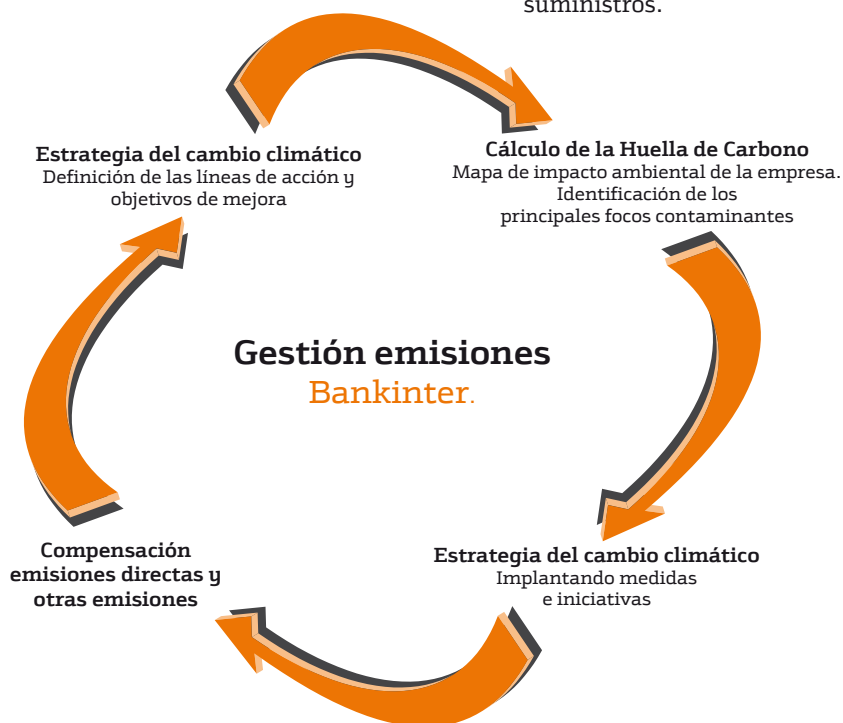 suministros.
Estrategia del cambio climático
Definición de las líneas de acción y
objetivos de mejora
Cálculo de la Huella de Carbono
Mapa de impacto ambiental de la empresa.
Identificación de los
principales focos contaminantes
Gestión emisiones
Bankinter.
Compensación
emisiones directas y
otras emisiones
Estrategia del cambio climático
Implantando medidas
e iniciativas